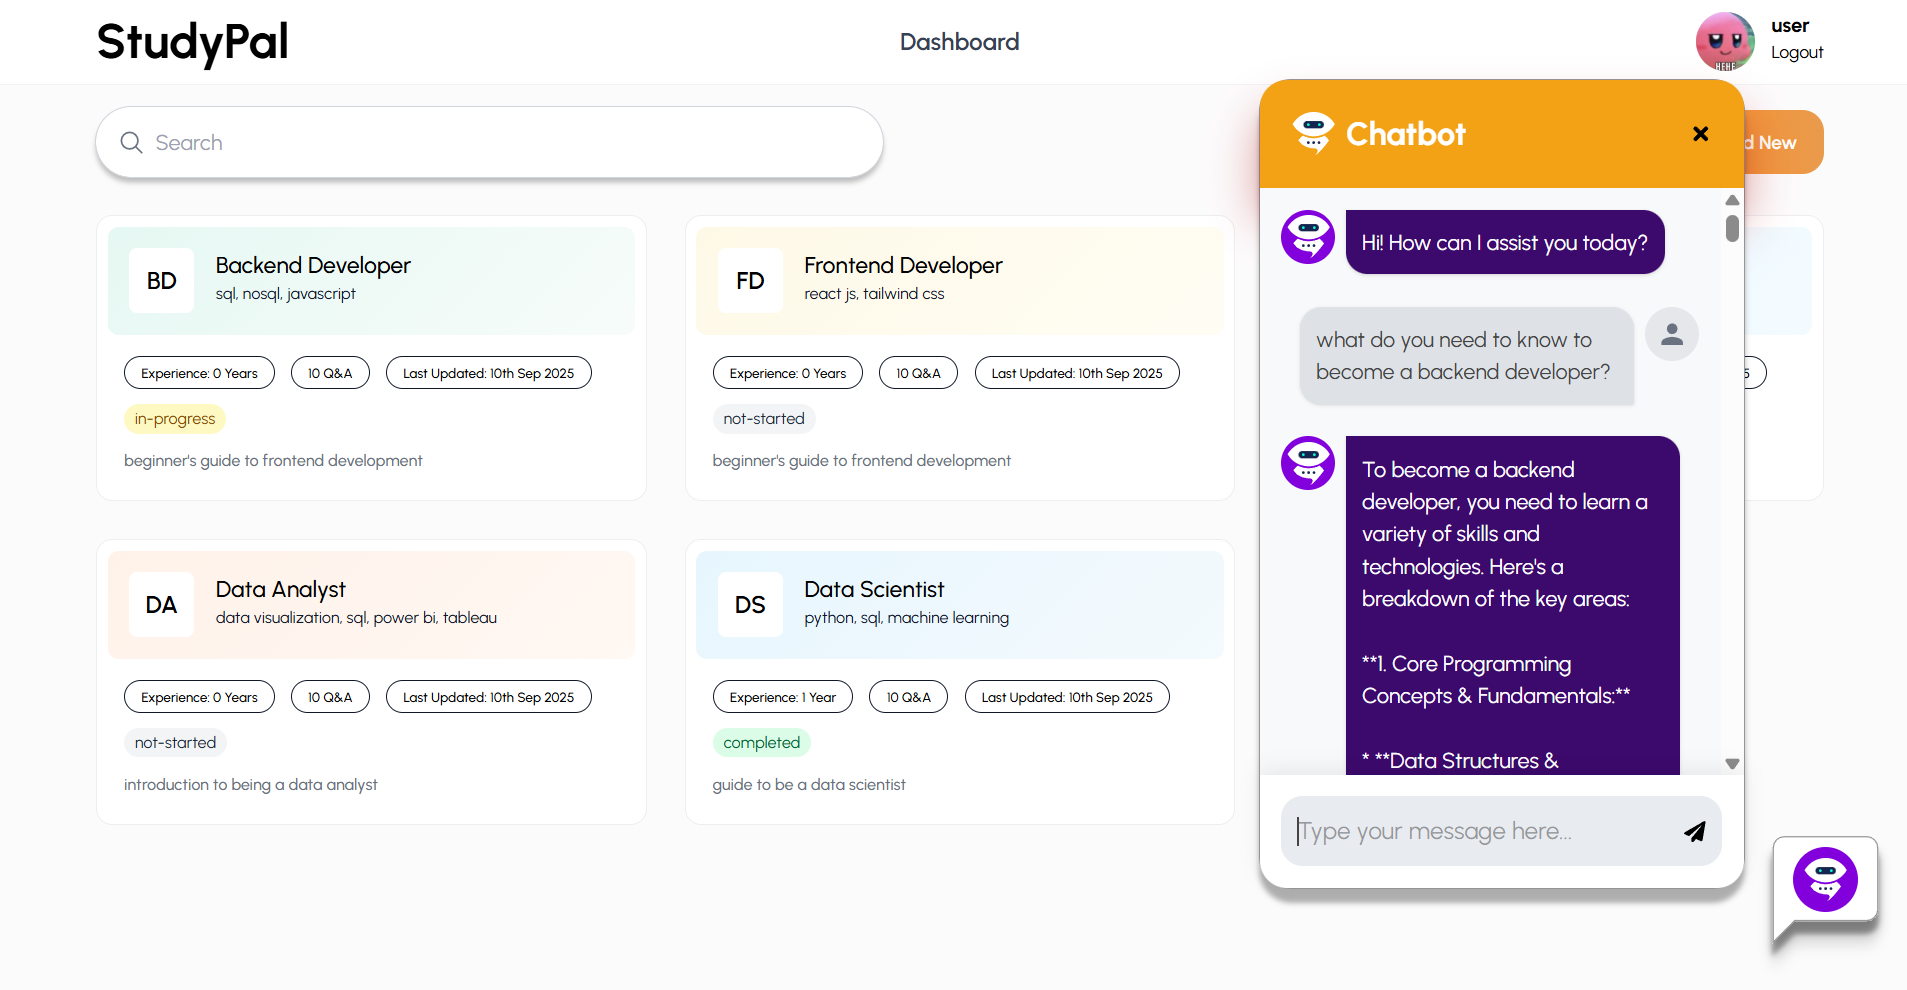 StudyPal
Dashboard
user
Logout
HEHE
Search
d New
BD
Backend Developer
sql, nosql, javascript
Experience: 0 Years
10 Q&A
Last Updated: 10th Sep 2025
in-progress
beginner's guide to frontend development
FD
Frontend Developer
react js, tailwind css
Experience: 0 Years
10 Q&A
Last Updated: 10th Sep 2025
not-started
beginner's guide to frontend development
5
DA
Data Analyst
data visualization, sql, power bi, tableau
Experience: 0 Years
10 Q&A
Last Updated: 10th Sep 2025
not-started
introduction to being a data analyst
DS
Data Scientist
python, sql, machine learning
Experience: 1 Year
10 Q&A
Last Updated: 10th Sep 2025
completed
guide to be a data scientist
Chatbot
Hi! How can I assist you today?
what do you need to know to
become a backend developer?
To become a backend
developer, you need to learn a
variety of skills and
technologies. Here's a
breakdown of the key areas:
**1. Core Programming
Concepts & Fundamentals:**
* **Data Structures &
Type your message here...